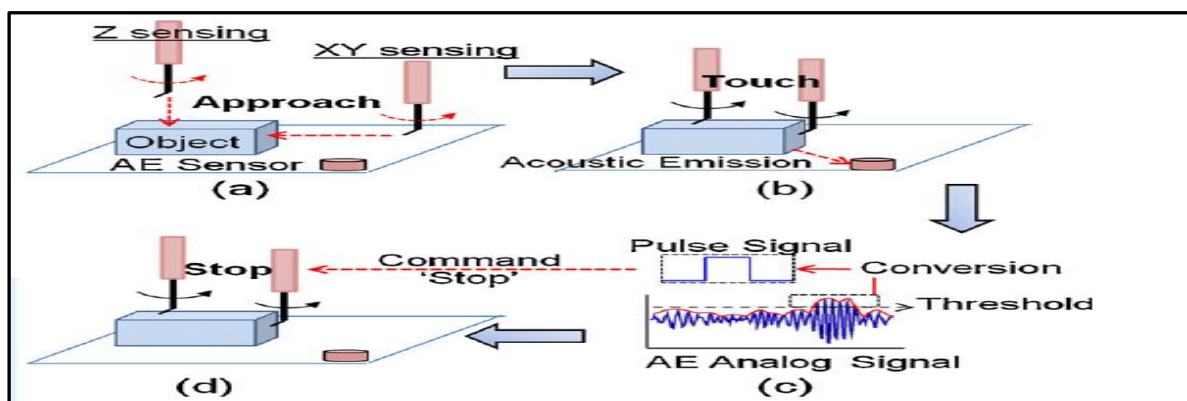 Z sensing
XY sensing
Approach
Object
AE Sensor
(a)
Touch
Acoustic Emission
(b)
Pulse Signal
Conversion
Threshold
AE Analog Signal
(c)
Command
'Stop'
Stop
(d)